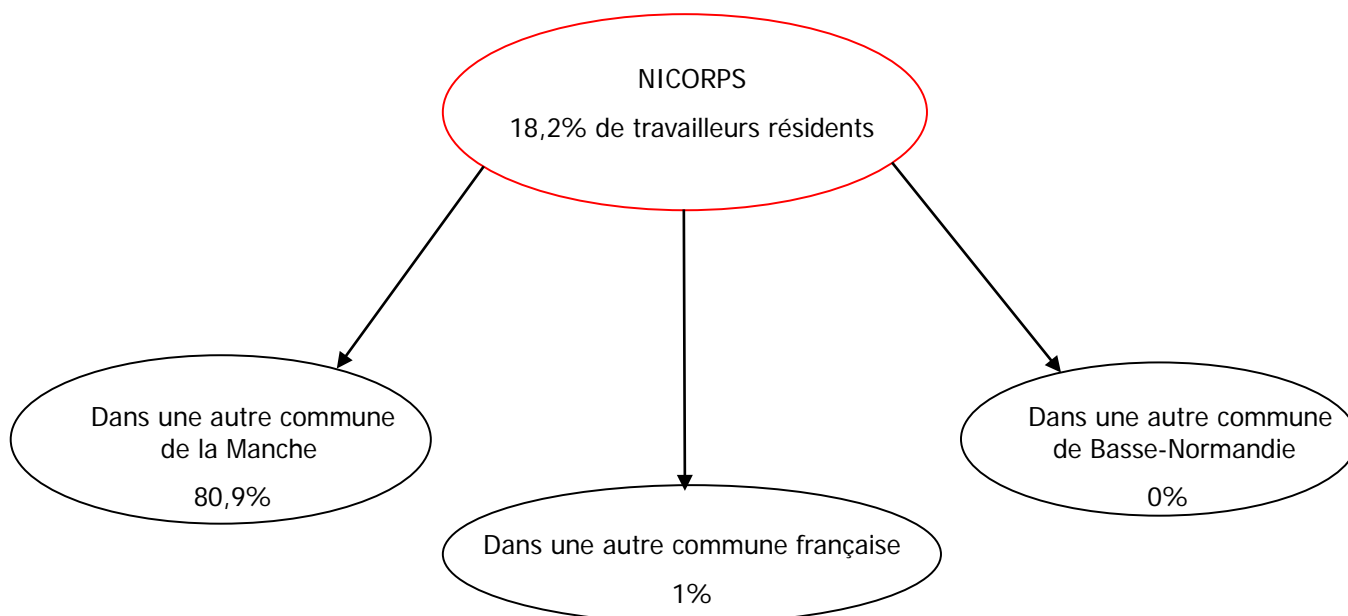 NICORPS
18,2% de travailleurs résidents
Dans une autre commune
de la Manche
80,9%
Dans une autre commune française
1%
Dans une autre commune
de Basse-Normandie
0%